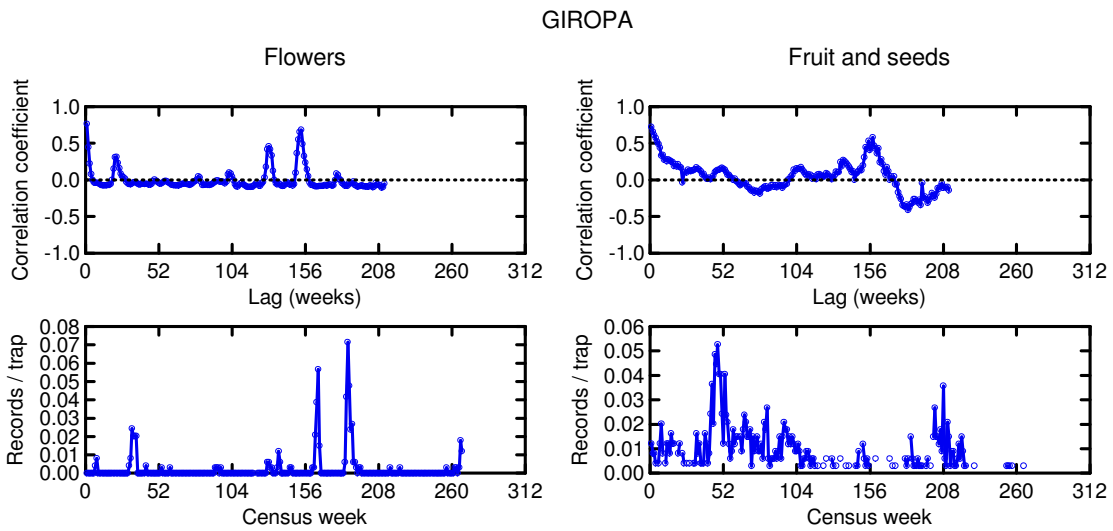 GIROPA
Flowers
Fruit and seeds
Correlation coefficient
1.0
0.5
0.0
-0.5
-1.0
0 52 104 156 208 260 312
Lag (weeks)
Correlation coefficient
1.0
0.5
0.0
-0.5
-1.0
0 52 104 156 208 260 312
Lag (weeks)
Records / trap
0.08
0.07
0.06
0.05
0.04
0.03
0.02
0.01
0.00
0 52 104 156 208 260 312
Census week
Records / trap
0.06
0.05
0.04
0.03
0.02
0.01
0.00
0 52 104 156 208 260 312
Census week